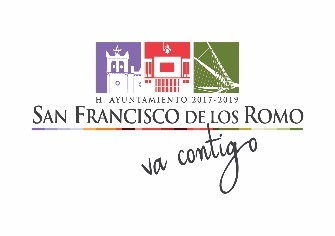 H. AYUNTAMIENTO 2017-2019
SAN FRANCISCO DE LOS ROMO
va contigo